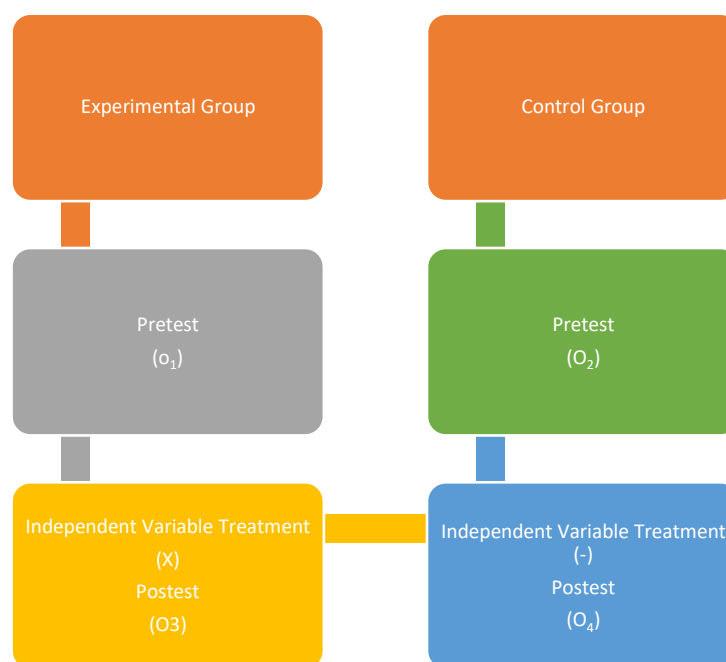 Experimental Group
Control Group
Pretest
(o₁)
Pretest
(O₂)
Independent Variable Treatment
(X)
Postest
(O3)
Independent Variable Treatment
(-)
Postest
(O₄)